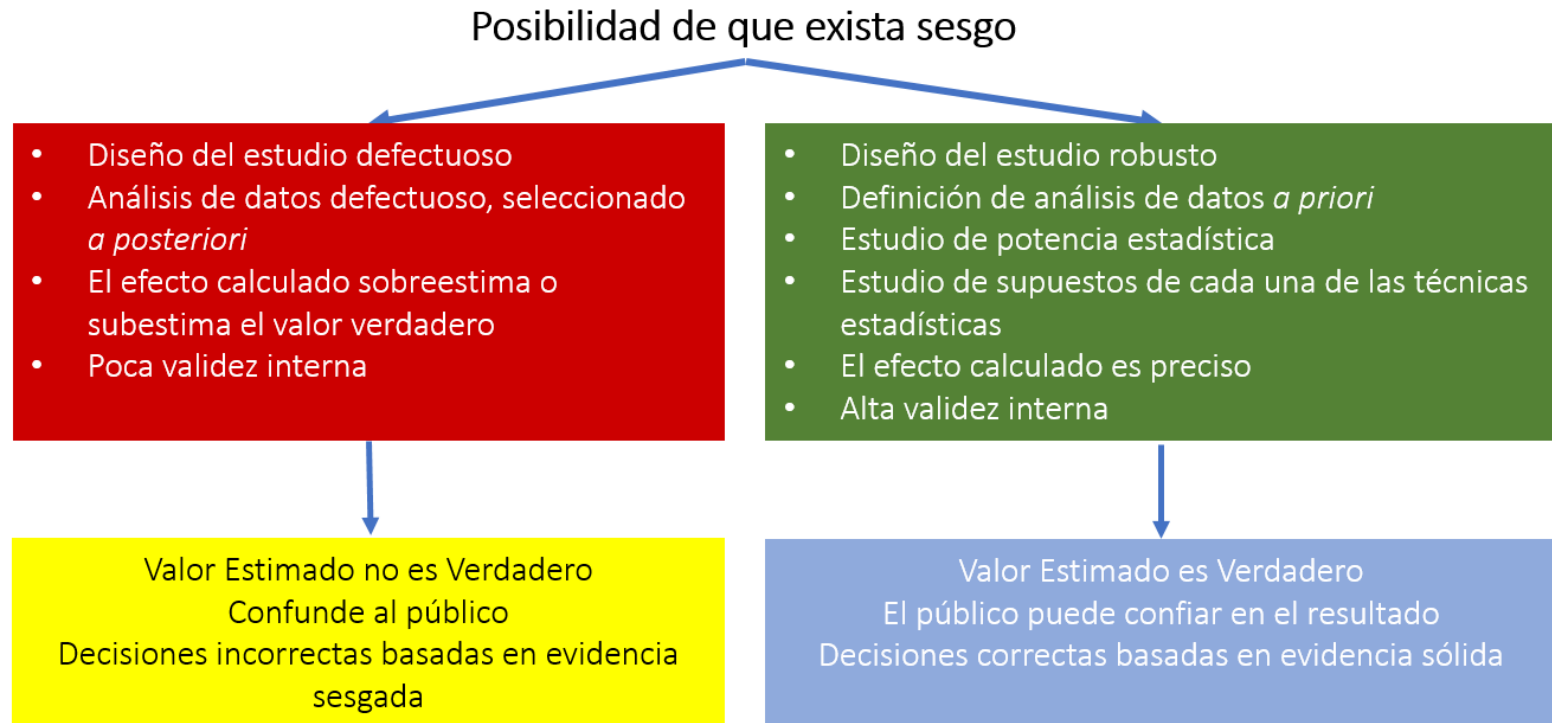 Posibilidad de que exista sesgo
• Diseño del estudio defectuoso
• Análisis de datos defectuoso, seleccionado
a posteriori
• El efecto calculado sobreestima o
subestima el valor verdadero
• Poca validez interna
• Diseño del estudio robusto
• Definición de análisis de datos a priori
• Estudio de potencia estadística
• Estudio de supuestos de cada una de las técnicas
estadísticas
• El efecto calculado es preciso
• Alta validez interna
Valor Estimado no es Verdadero
Confunde al público
Decisiones incorrectas basadas en evidencia
sesgada
Valor Estimado es Verdadero
El público puede confiar en el resultado
Decisiones correctas basadas en evidencia sólida